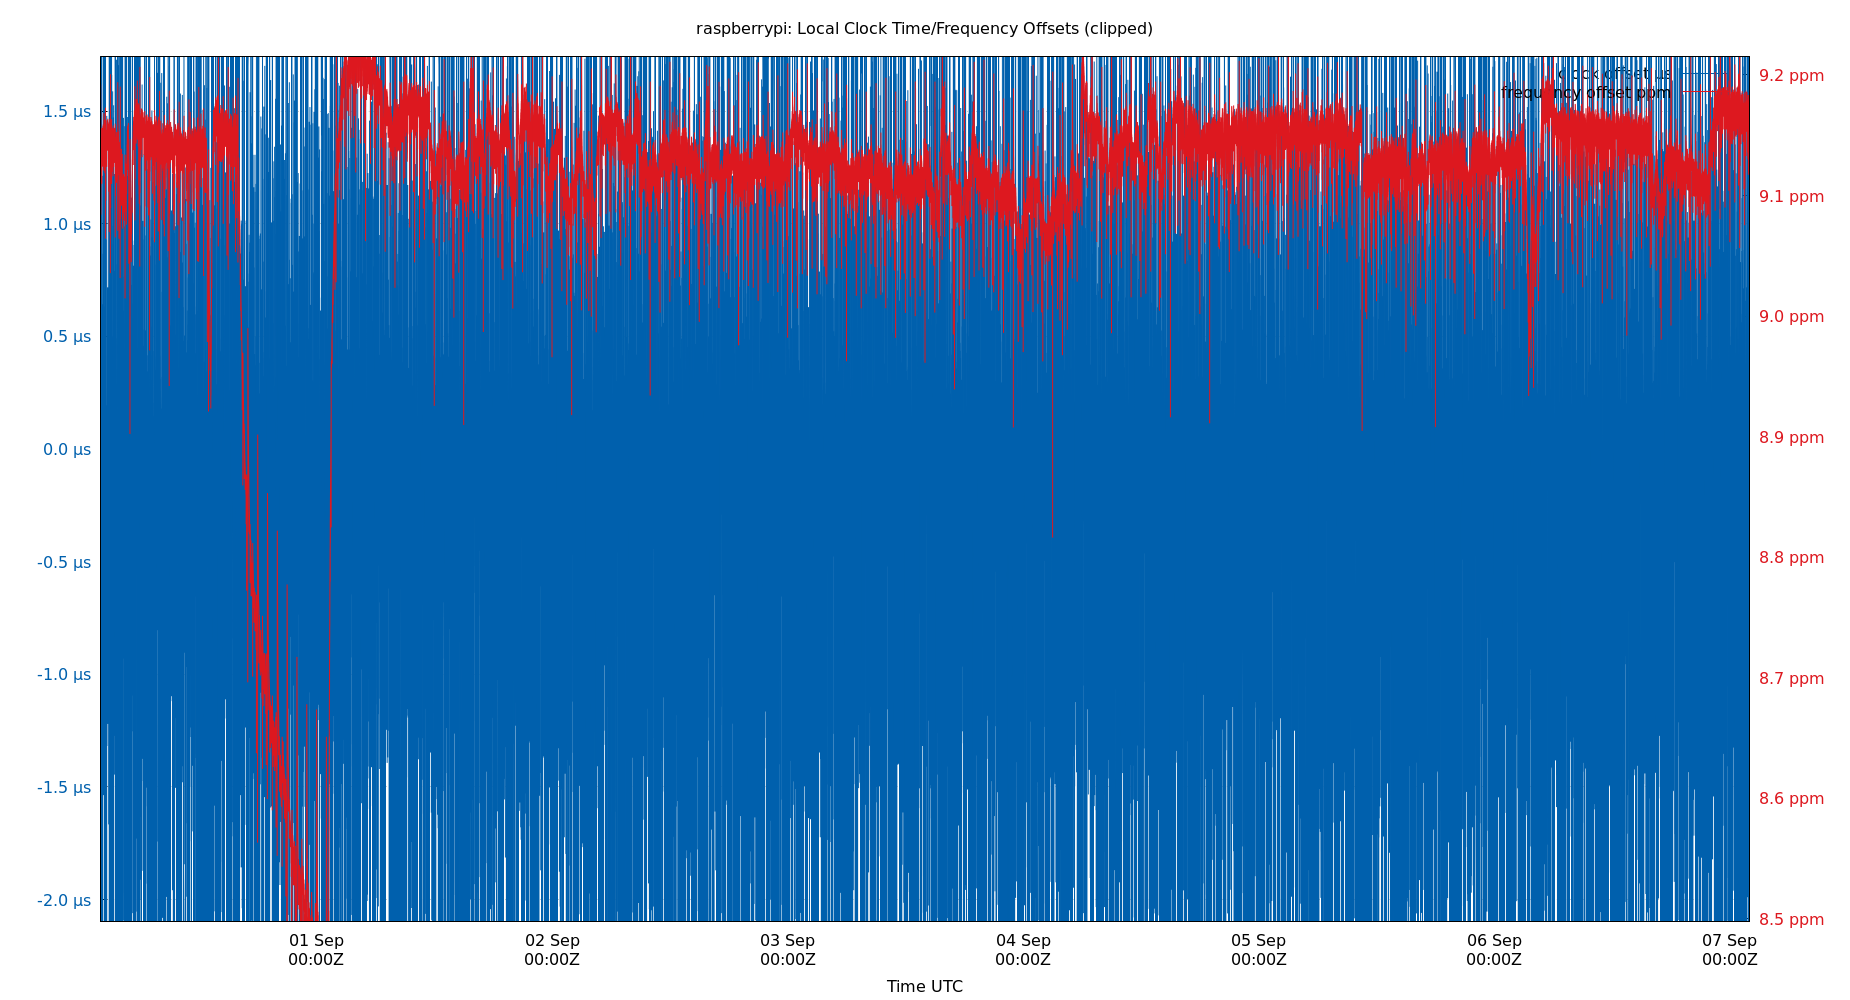 raspberrypi: Local Clock Time/Frequency Offsets (clipped)
clock offset µs
frequency offset ppm
1.5 µs
1.0 µs
0.5 µs
0.0 µs
-0.5 µs
-1.0 µs
-1.5 µs
-2.0 µs
9.2 ppm
9.1 ppm
9.0 ppm
8.9 ppm
8.8 ppm
8.7 ppm
8.6 ppm
8.5 ppm
01 Sep 02 Sep 03 Sep 04 Sep 05 Sep 06 Sep 07 Sep
00:00Z 00:00Z 00:00Z 00:00Z 00:00Z 00:00Z 00:00Z
Time UTC